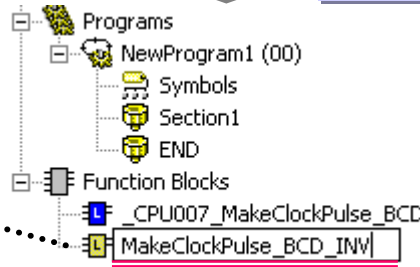 Programs
NewProgram1 (00)
Symbols
Section1
END
Function Blocks
L _CPU007_MakeClockPulse_BCD
L MakeClockPulse_BCD_INV